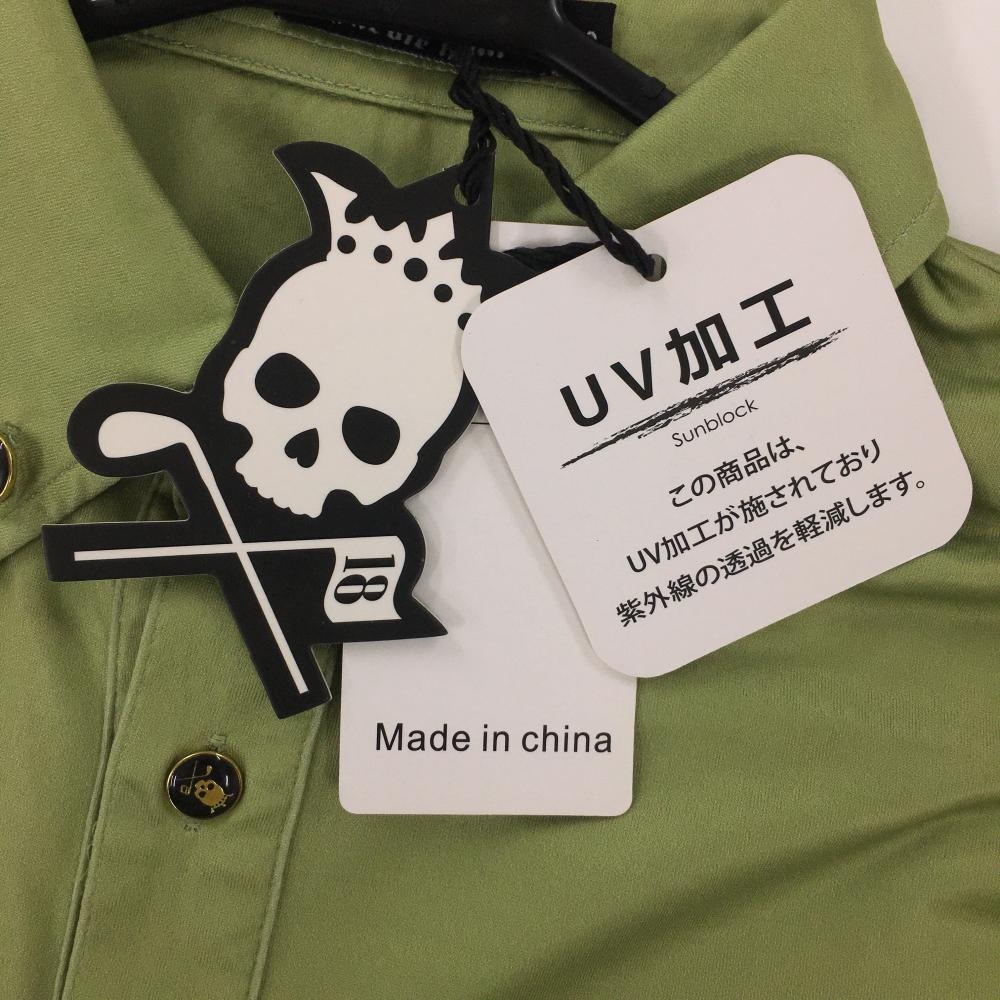 UV加工
Sunblock
この商品は、
UV加工が施されており
紫外線の透過を軽減します。
18
Made in china